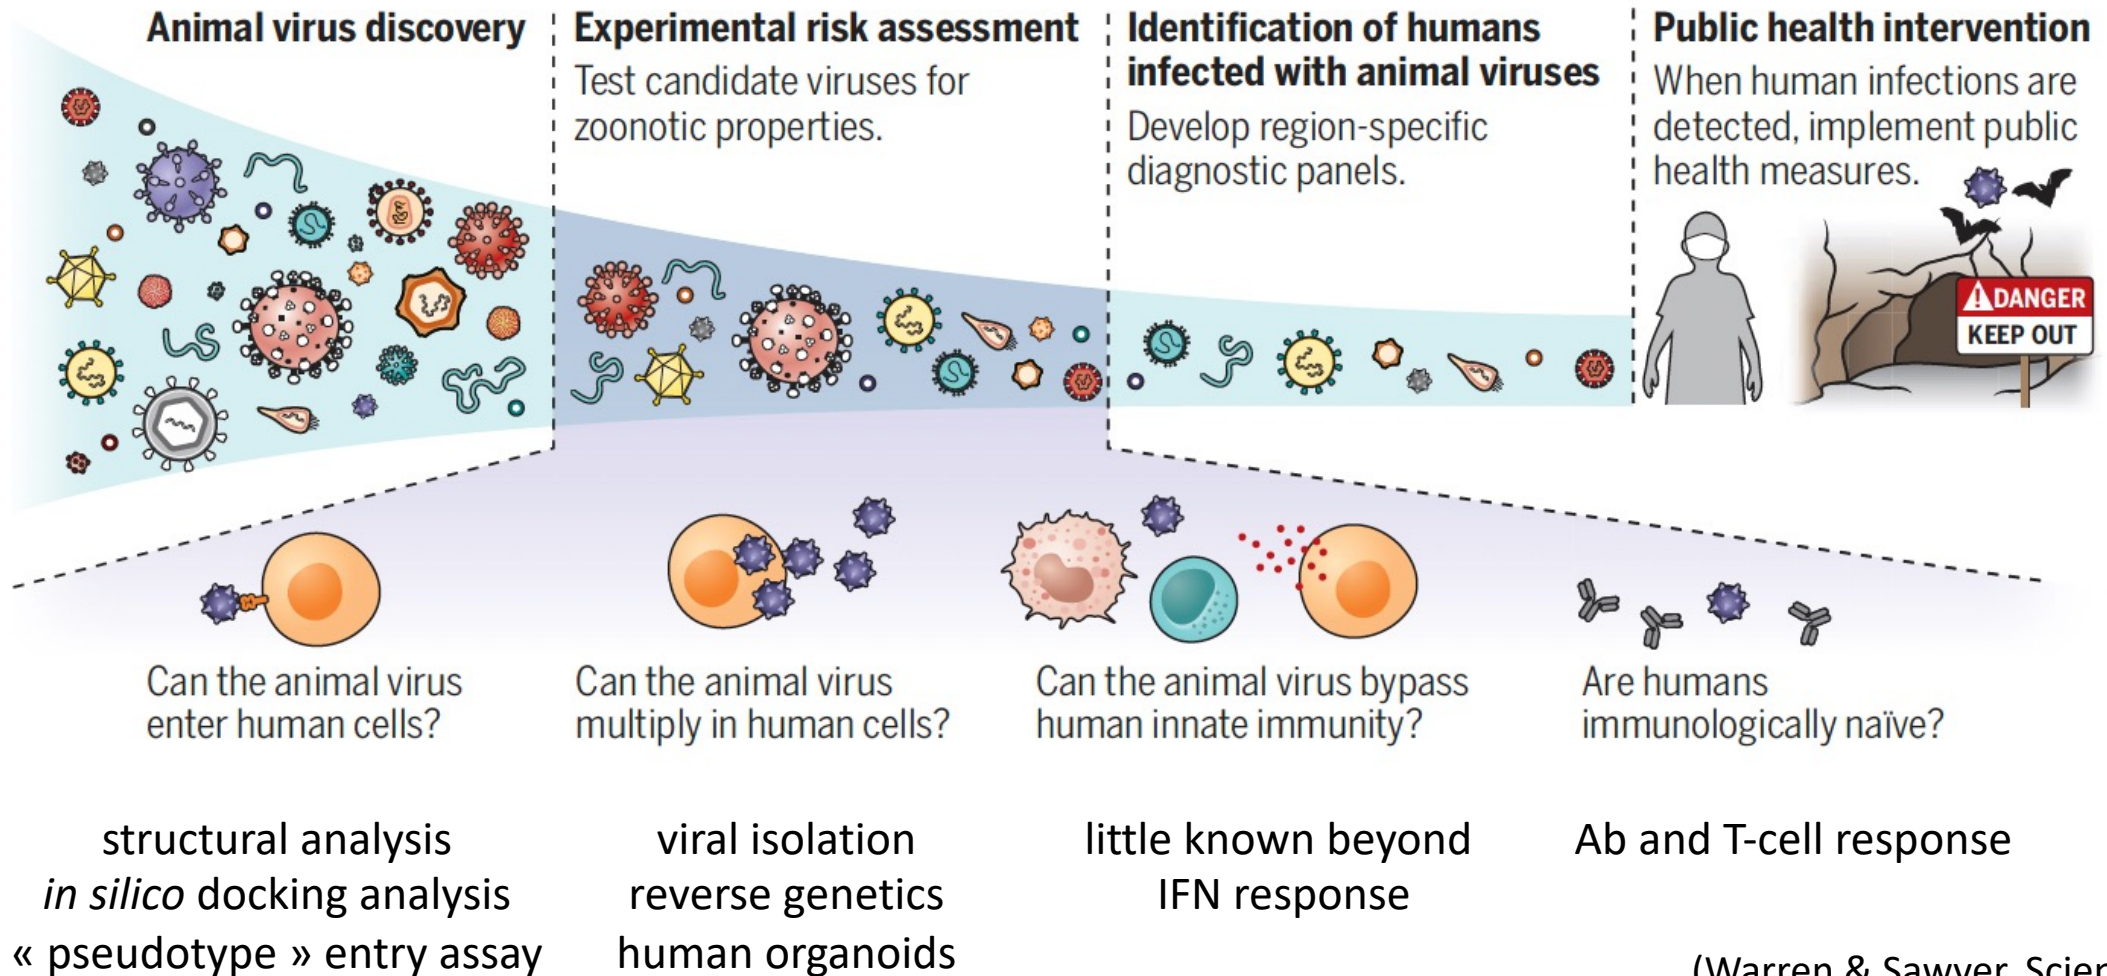 Animal virus discovery
Experimental risk assessment
Test candidate viruses for
zoonotic properties.
Identification of humans
infected with animal viruses
Develop region-specific
diagnostic panels.
Public health intervention
When human infections are
detected, implement public
health measures.
DANGER
KEEP OUT
Can the animal virus
enter human cells?
Can the animal virus
multiply in human cells?
Can the animal virus bypass
human innate immunity?
Are humans
immunologically naïve?
structural analysis
in silico docking analysis
« pseudotype » entry assay
viral isolation
reverse genetics
human organoids
little known beyond
IFN response
Ab and T-cell response
(Warren & Sawyer,